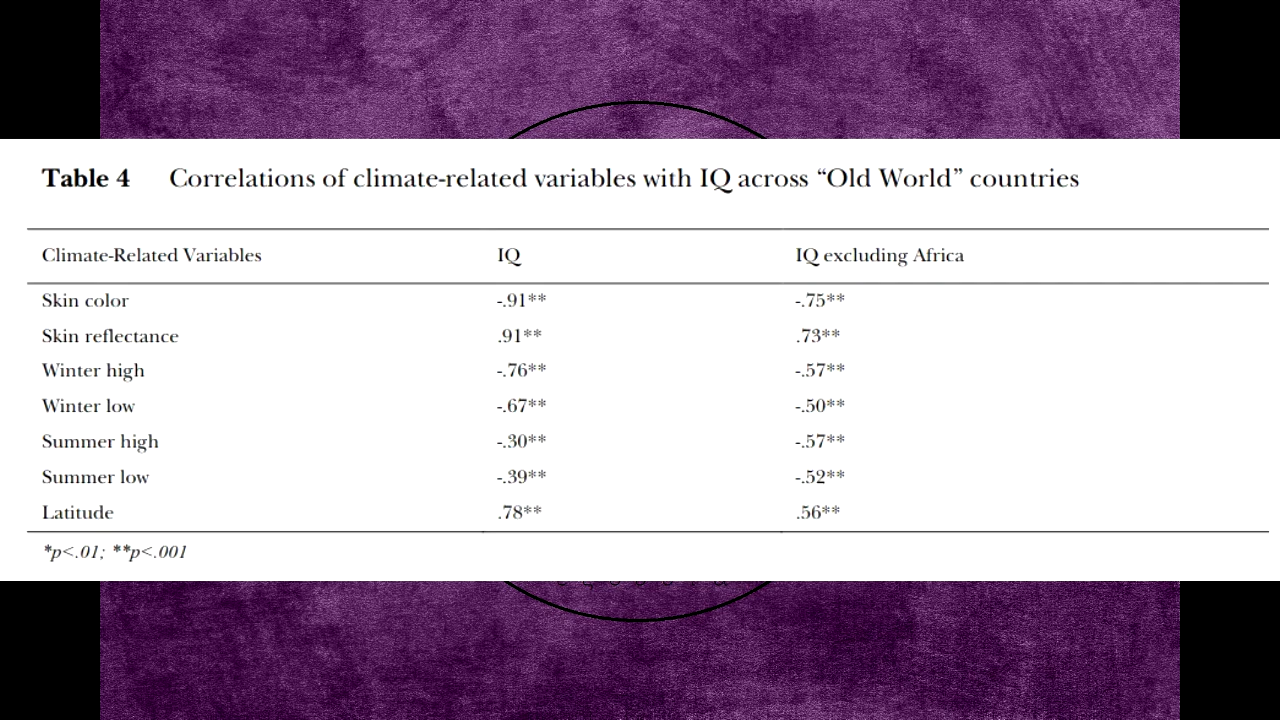 Table 4 Correlations of climate-related variables with IQ across “Old World” countries
Climate-Related Variables IQ IQ excluding Africa
Skin color -.91** -.75**
Skin reflectance .91** .73**
Winter high -.76** -.57**
Winter low -.67** -.50**
Summer high -.30** -.57**
Summer low -.39** -.52**
Latitude .78** .56**
*p<.01; **p<.001